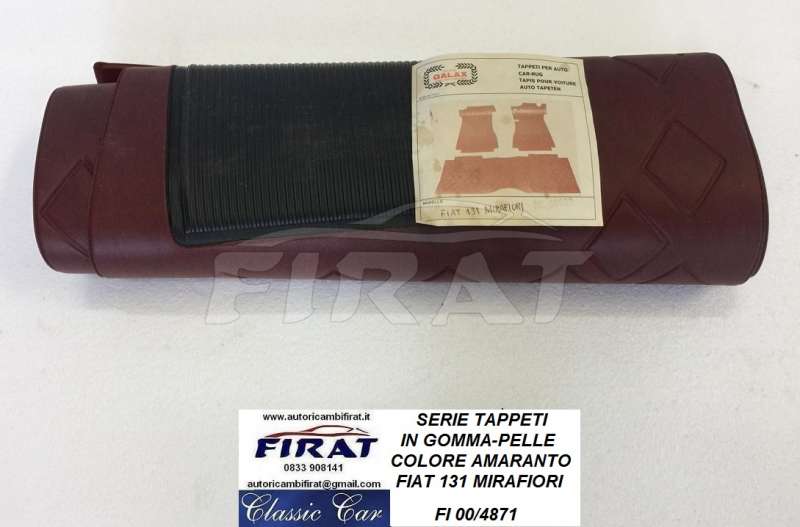 GALAX
TAPPETI PER AUTO
CAR-RUG
TAPIS POUR VOITURE
AUTO TAPETEN
FIAT 131 MIRAFIORI
FIRAT
www.autoricambifirat.it
FIRAT
0833 908141
autoricambifirat@gmail.com
Classic Car
SERIE TAPPETI
IN GOMMA-PELLE
COLORE AMARANTO
FIAT 131 MIRAFIORI
FI 00/4871